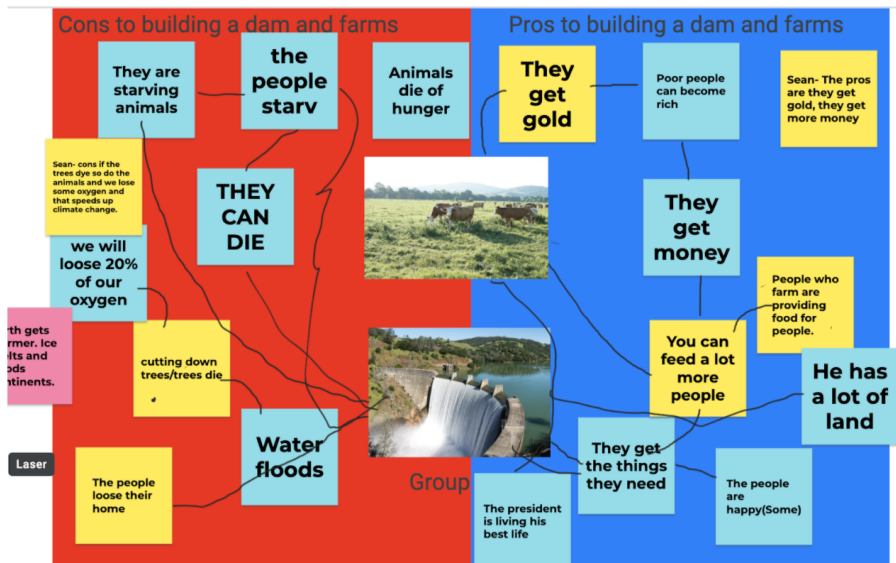 Cons to building a dam and farms
They are
starving
animals
the
people
starv
Animals
die of
hunger
Sean- cons if the
trees dye so do the
animals and we lose
some oxygen and
that speeds up
climate change.
THEY
CAN
DIE
we will
loose 20%
of our
oxygen
rth gets
rmer. Ice
elts and
ods
ntinents.
cutting down
trees/trees die
Water
floods
The people
loose their
home
Laser
Group
Pros to building a dam and farms
They
get
gold
Poor people
can become
rich
Sean- The pros
are they get
gold, they get
more money
They
get
money
People who
farm are
providing
food for
people.
You can
feed a lot
more
people
He has
a lot of
land
They get
the things
they need
The president
is living his
best life
The people
are
happy(Some)